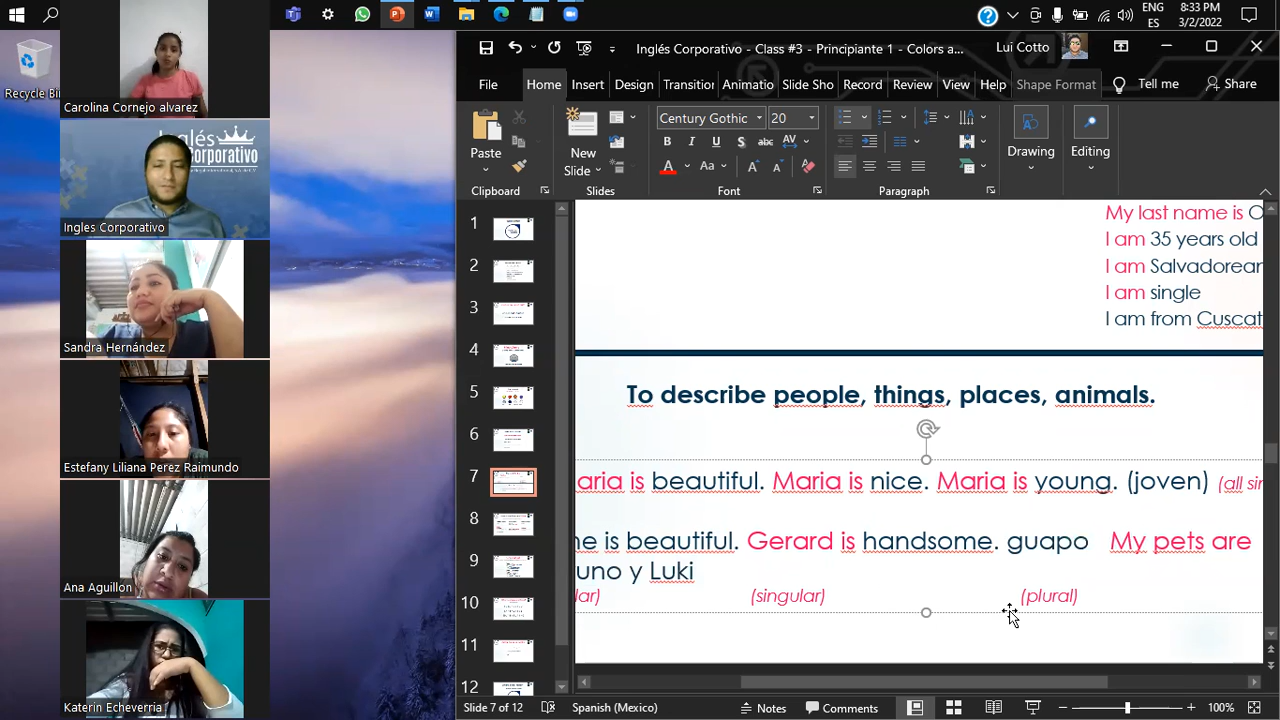 Recycle Bin
Carolina Cornejo alvarez
Inglés
Corporativo
Ingles Corporativo
Sandra Hernández
Estefany Liliana Perez Raimundo
Ana Aguillon
Katerin Echeverria
ENG
ES
8:33 PM
3/2/2022
Inglés Corporativo - Class #3 - Principiante 1 - Colors a...
Lui Cotto
File Home Insert Design Transition Animatio Slide Sho Record Review View Help Shape Format Tell me Share
Paste
Clipboard
New
Slide
Slides
Century Gothic 20
B I U S ab AV
A Aa A A
Font
Paragraph
Drawing
Editing
1
2
3
4
5
6
7
8
9
10
11
12
My last name is
I am 35 years old
I am Salvadorean
I am single
I am from Cuscat
To describe people, things, places, animals.
aria is beautiful. Maria is nice. Maria is young. (joven) (all sin
ne is beautiful. Gerard is handsome. guapo My pets are
uno y Luki
lar) (singular) (plural)
Slide 7 of 12 Spanish (Mexico) Notes Comments 100%